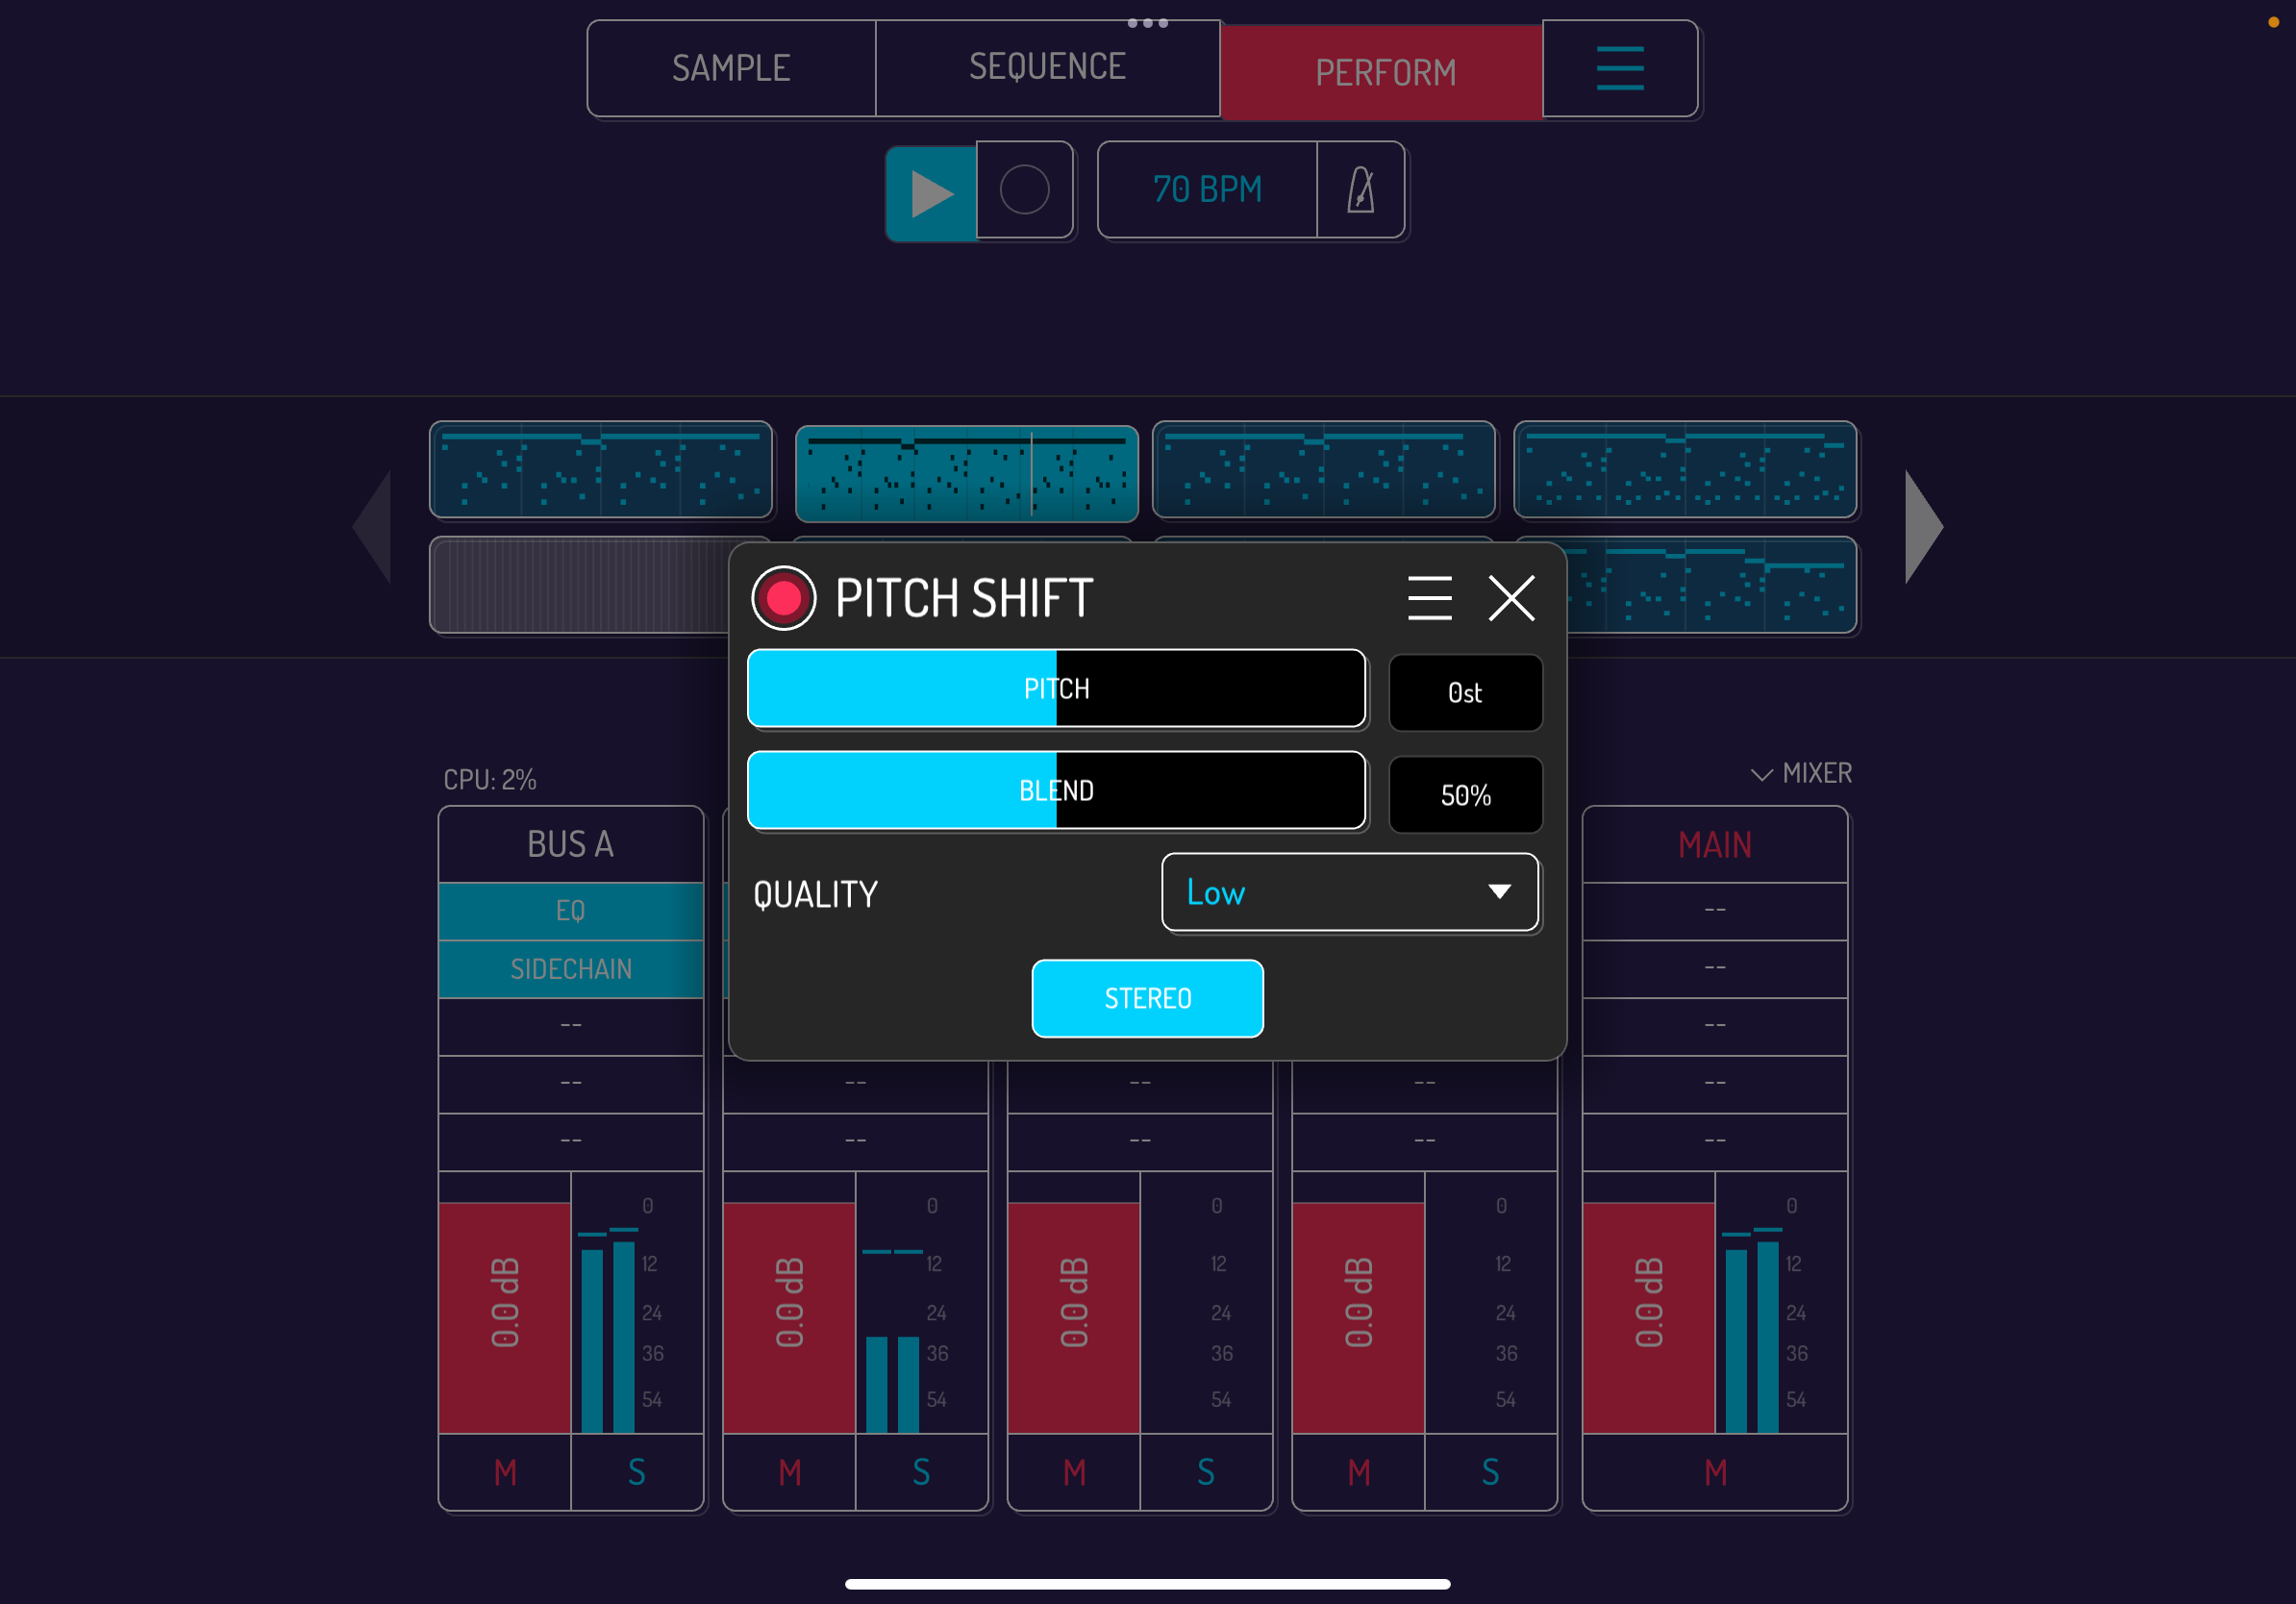 SAMPLE
SEQUENCE
PERFORM
70 BPM
PITCH SHIFT
PITCH
0st
BLEND
50%
QUALITY
Low
STEREO
CPU: 2%
MIXER
BUS A
EQ
SIDECHAIN
--
--
--
0.0 dB
0
12
24
36
54
M
S
--
--
0.0 dB
0
12
24
36
54
M
S
--
--
0.0 dB
0
12
24
36
54
M
S
--
--
0.0 dB
0
12
24
36
54
M
S
MAIN
--
--
--
--
--
0.0 dB
0
12
24
36
54
M